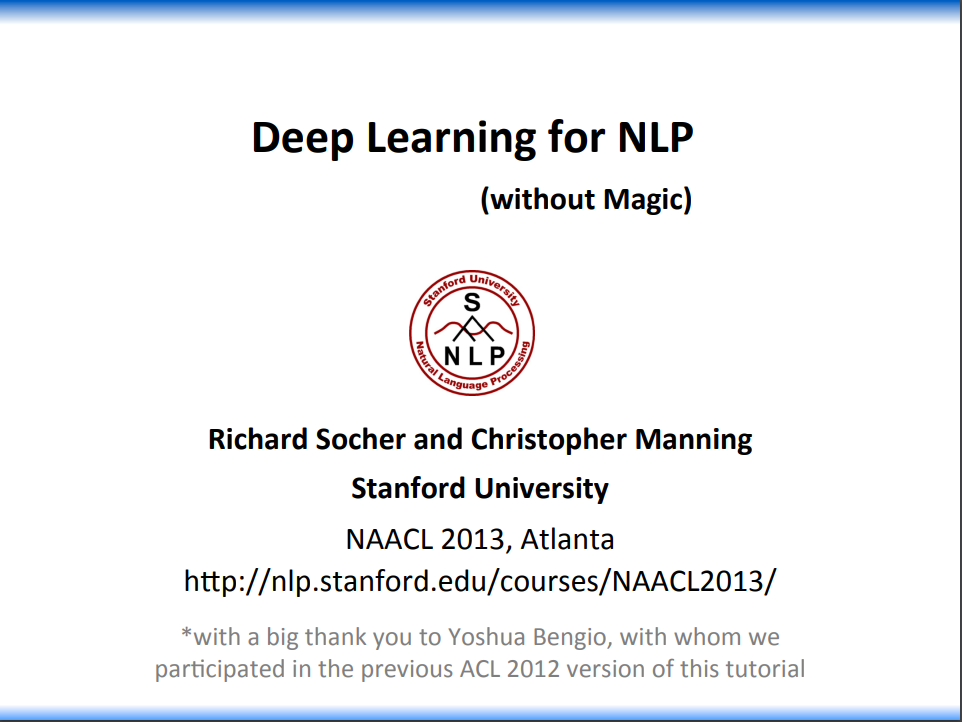 Deep Learning for NLP
(without Magic)
Stanford University
S
NLP
Natural Language Processing
Richard Socher and Christopher Manning
Stanford University
NAACL 2013, Atlanta
http://nlp.stanford.edu/courses/NAACL2013/
*with a big thank you to Yoshua Bengio, with whom we
participated in the previous ACL 2012 version of this tutorial